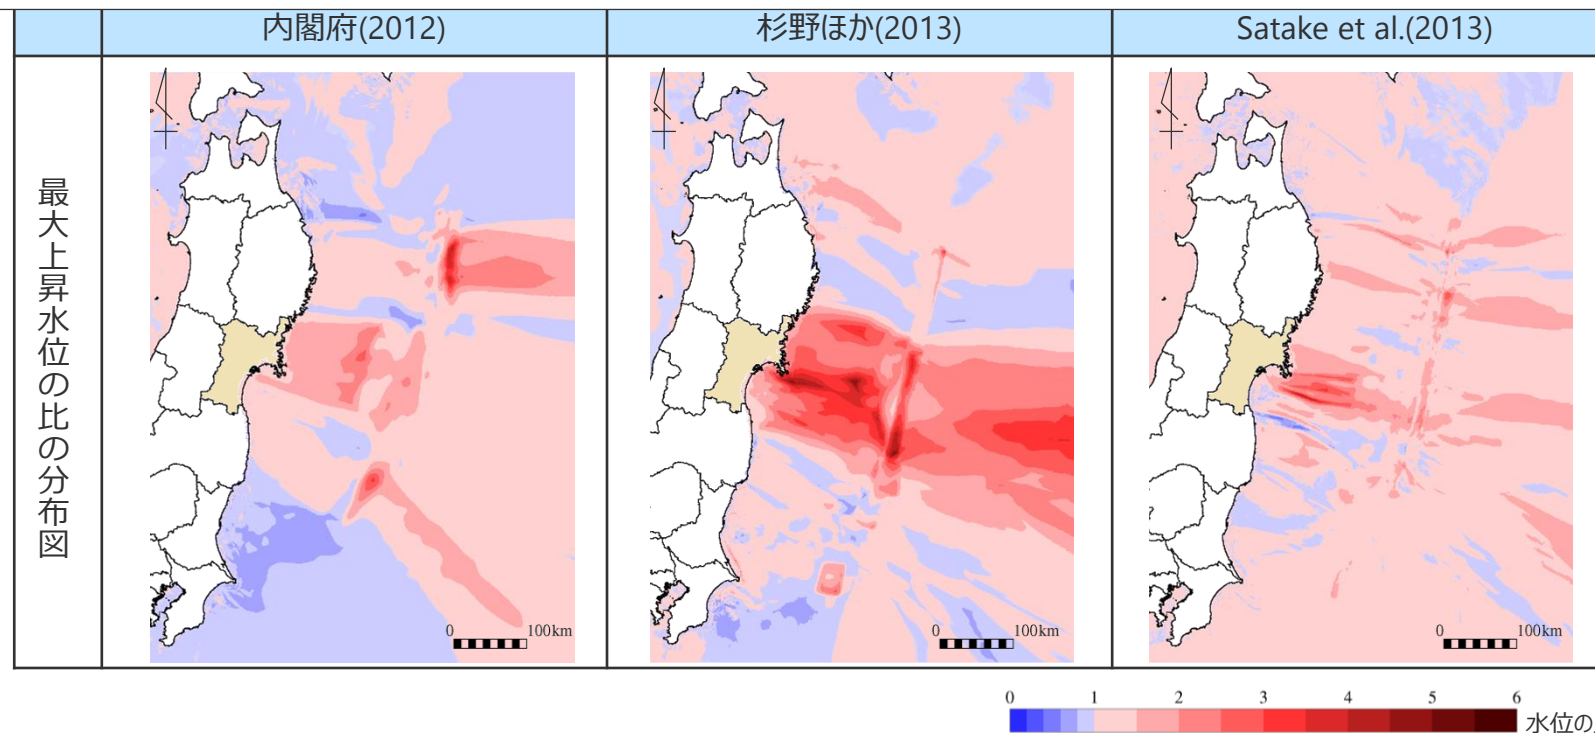 内閣府(2012)
杉野ほか(2013)
Satake et al.(2013)
最大上昇水位の比の分布図
0 100km
0 100km
0 100km
0 1 2 3 4 5 6
水位の